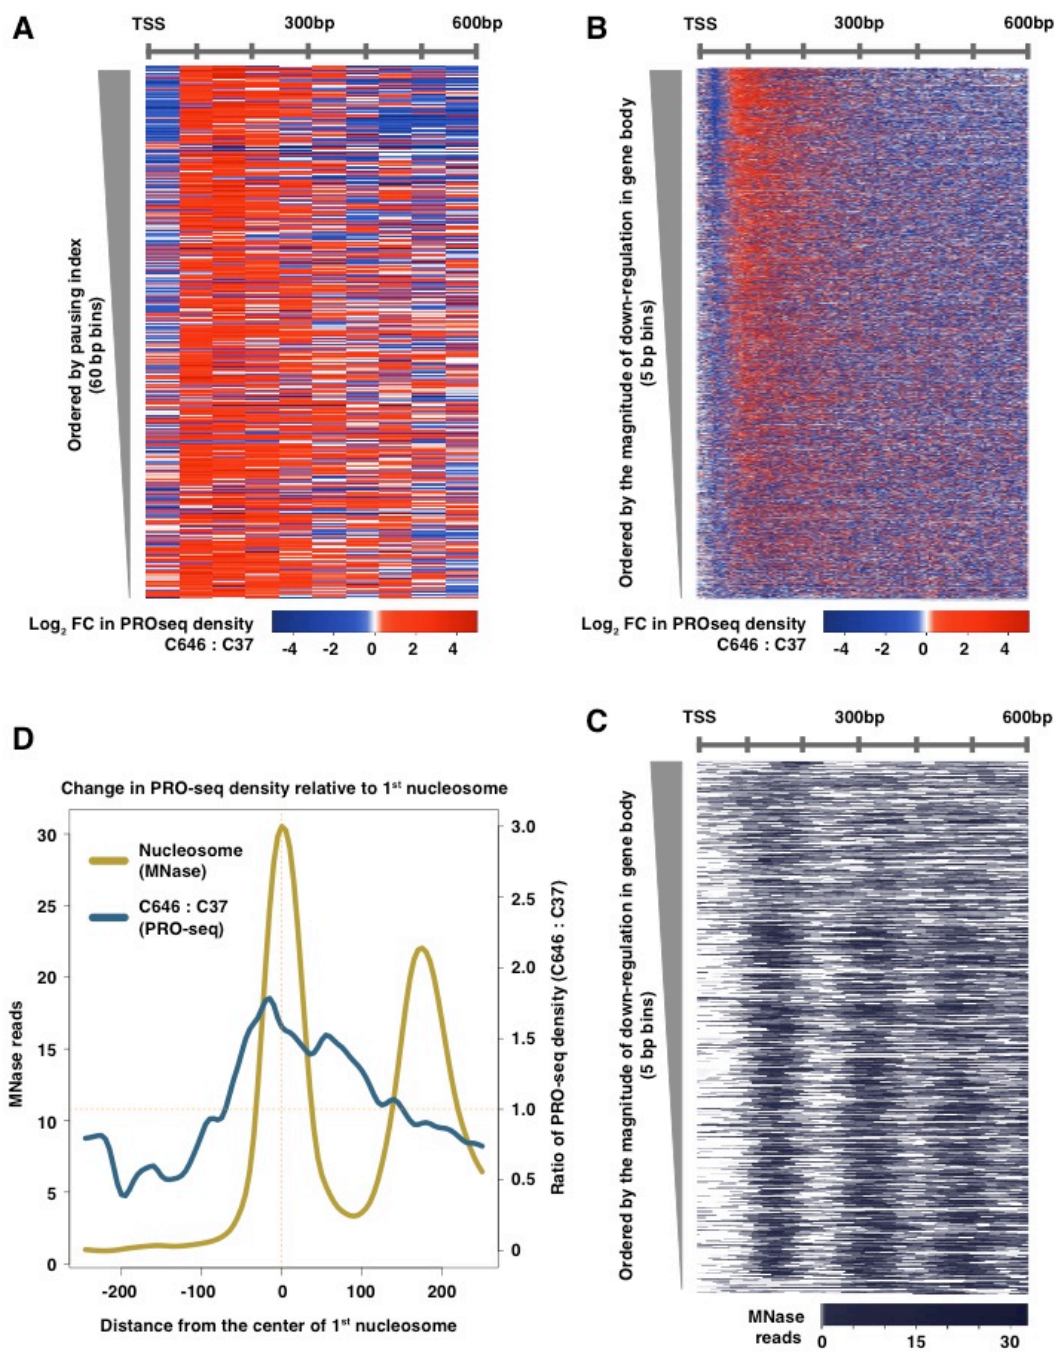 A
TSS 300bp 600bp
Ordered by pausing index
(60 bp bins)
Log₂ FC in PROseq density
C646 : C37
-4 -2 0 2 4
B
TSS 300bp 600bp
Ordered by the magnitude of down-regulation in gene body
(5 bp bins)
Log₂ FC in PROseq density
C646 : C37
-4 -2 0 2 4
D
Change in PRO-seq density relative to 1ˢᵗ nucleosome
Nucleosome
(MNase)
C646 : C37
(PRO-seq)
MNase reads
30
25
20
15
10
5
0
3.0
2.5
2.0
1.5
1.0
0.5
0
Ratio of PRO-seq density (C646 : C37)
-200 -100 0 100 200
Distance from the center of 1ˢᵗ nucleosome
C
TSS 300bp 600bp
Ordered by the magnitude of down-regulation in gene body
(5 bp bins)
MNase
reads
0 15 30